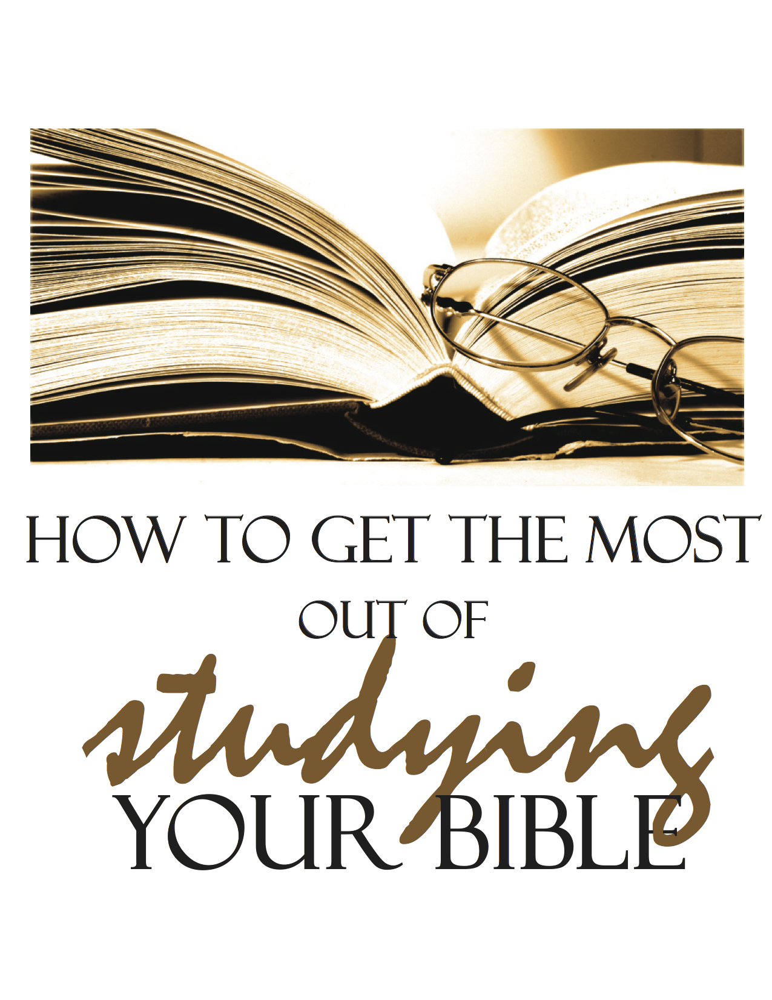 HOW TO GET THE MOST
OUT OF
studying
YOUR BIBLE